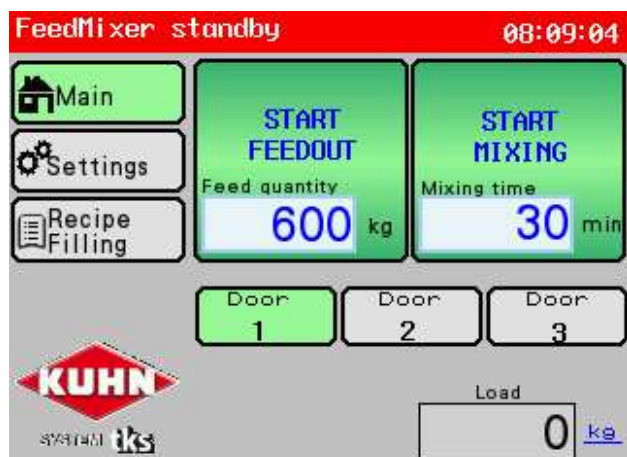 FeedMixer standby 08:09:04
Main
Settings
Recipe
Filling
START
FEEDOUT
Feed quantity
600 kg
START
MIXING
Mixing time
30 min
Door
1
Door
2
Door
3
KUHN
SYSTEM tks
Load
0 kg